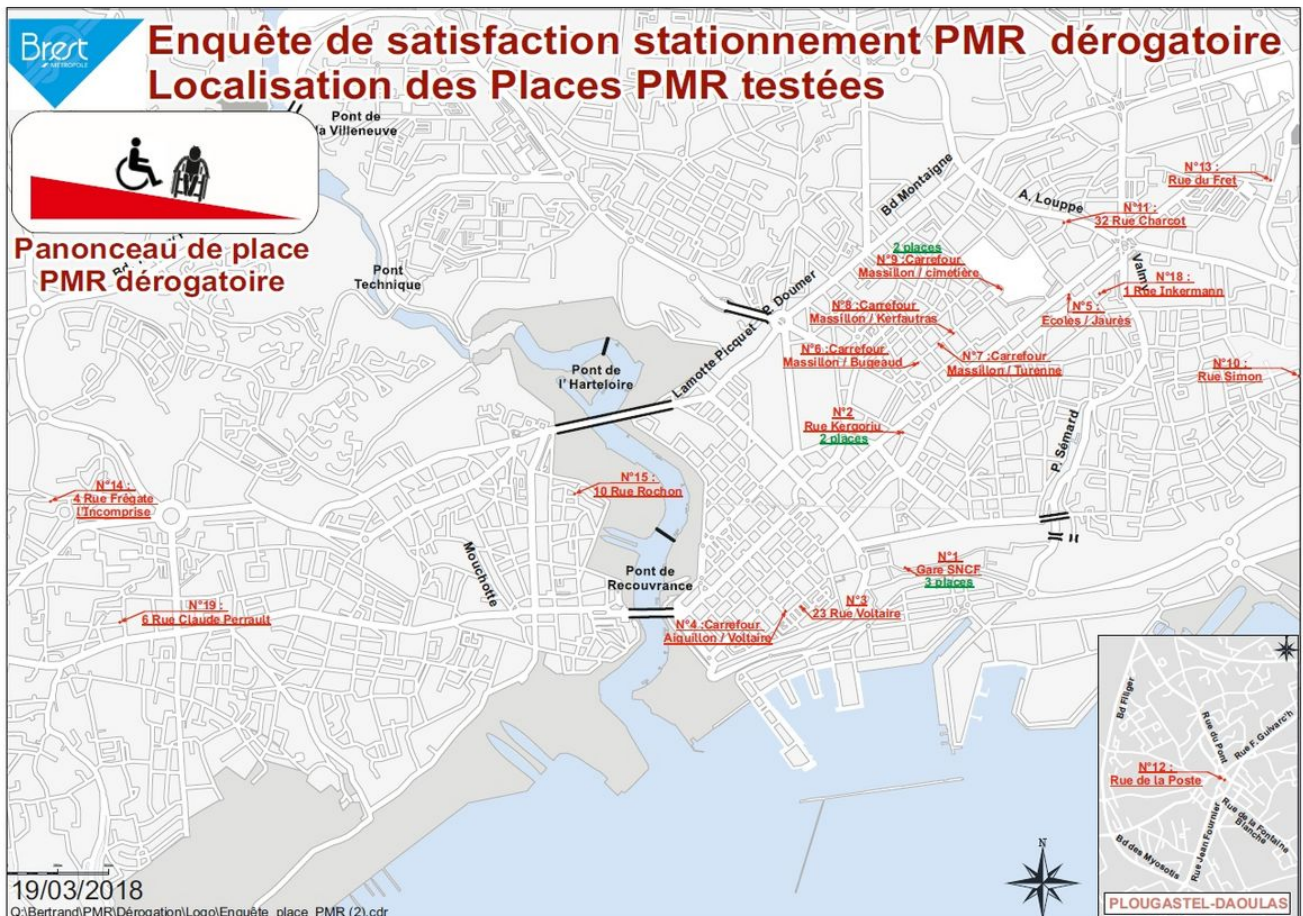 Brest
MÉTROPOLE
Enquête de satisfaction stationnement PMR dérogatoire
Localisation des Places PMR testées
Pont de
la Villeneuve
Panonceau de place
PMR dérogatoire
Pont
Technique
Bd Montaigne
A. Louppe
N°13 :
Rue du Fret
N°11 :
32 Rue Charcot
2 places
N°9 :Carrefour
Massillon / cimetière
Valmy
N°18 :
1 Rue Inkermann
P. Doumer
N°8 :Carrefour
Massillon / Kerfautras
N°5 :
Ecoles / Jaurès
N°6 :Carrefour
Massillon / Bugeaud
N°7 :Carrefour
Massillon / Turenne
N°10 :
Rue Simon
Lamotte Picquet
Pont de
l' Harteloire
N°2
Rue Kergorju
2 places
P. Sémard
N°14 :
4 Rue Frégate
l'Incomprise
N°15 :
10 Rue Rochon
Mouchotte
Pont de
Recouvrance
N°1
Gare SNCF
3 places
N°19 :
6 Rue Claude Perrault
N°3
23 Rue Voltaire
N°4 :Carrefour
Aiguillon / Voltaire
Bd Filiger
Rue du Pont
Rue F. Guivarc'h
N°12 :
Rue de la Poste
Rue de la Fontaine
Blanche
Rue Jean Fournier
Bd des Myosotis
PLOUGASTEL-DAOULAS
N
19/03/2018
Q:\Bertrand\PMR\Dérogation\Logo\Enquête_place_PMR (2).cdr